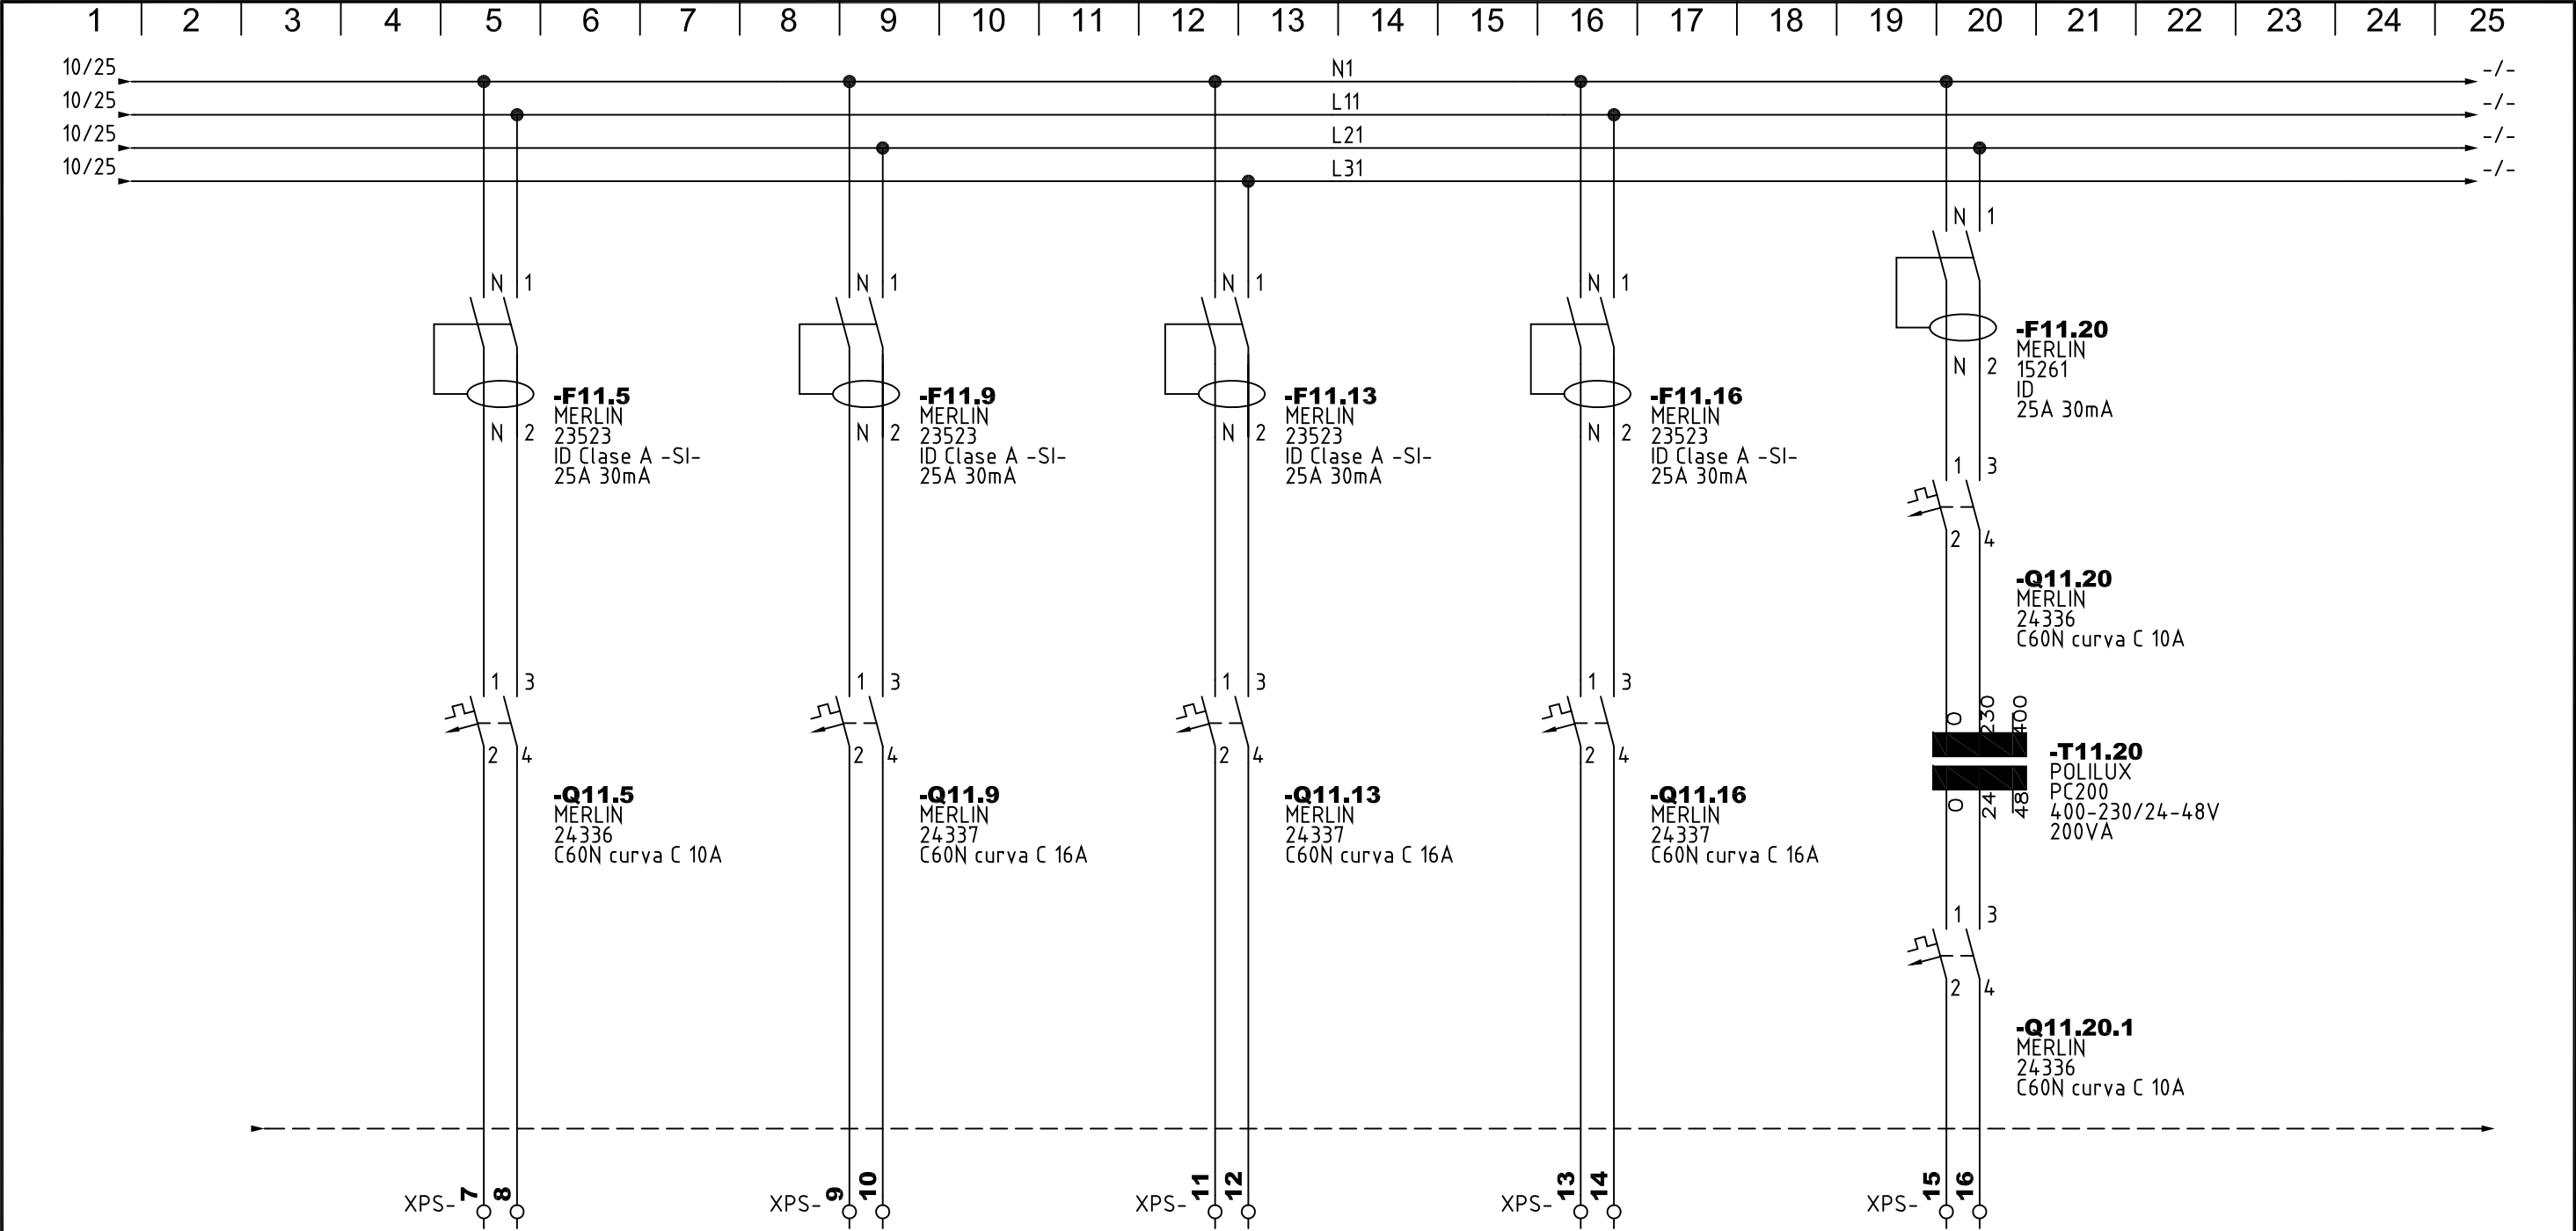 1 2 3 4 5 6 7 8 9 10 11 12 13 14 15 16 17 18 19 20 21 22 23 24 25
10/25 N1 -/-
10/25 L11 -/-
10/25 L21 -/-
10/25 L31 -/-
N 1
N 2
-F11.5
MERLIN
23523
ID Clase A -SI-
25A 30mA
1 3
2 4
-Q11.5
MERLIN
24336
C60N curva C 10A
XPS- 7 8
N 1
N 2
-F11.9
MERLIN
23523
ID Clase A -SI-
25A 30mA
1 3
2 4
-Q11.9
MERLIN
24337
C60N curva C 16A
XPS- 9 10
N 1
N 2
-F11.13
MERLIN
23523
ID Clase A -SI-
25A 30mA
1 3
2 4
-Q11.13
MERLIN
24337
C60N curva C 16A
XPS- 11 12
N 1
N 2
-F11.16
MERLIN
23523
ID Clase A -SI-
25A 30mA
1 3
2 4
-Q11.16
MERLIN
24337
C60N curva C 16A
XPS- 13 14
N 1
-F11.20
MERLIN
15261
ID
25A 30mA
N 2
1 3
2 4
-Q11.20
MERLIN
24336
C60N curva C 10A
0 230 400
-T11.20
POLILUX
PC200
400-230/24-48V
200VA
0 24 48
1 3
2 4
-Q11.20.1
MERLIN
24336
C60N curva C 10A
XPS- 15 16